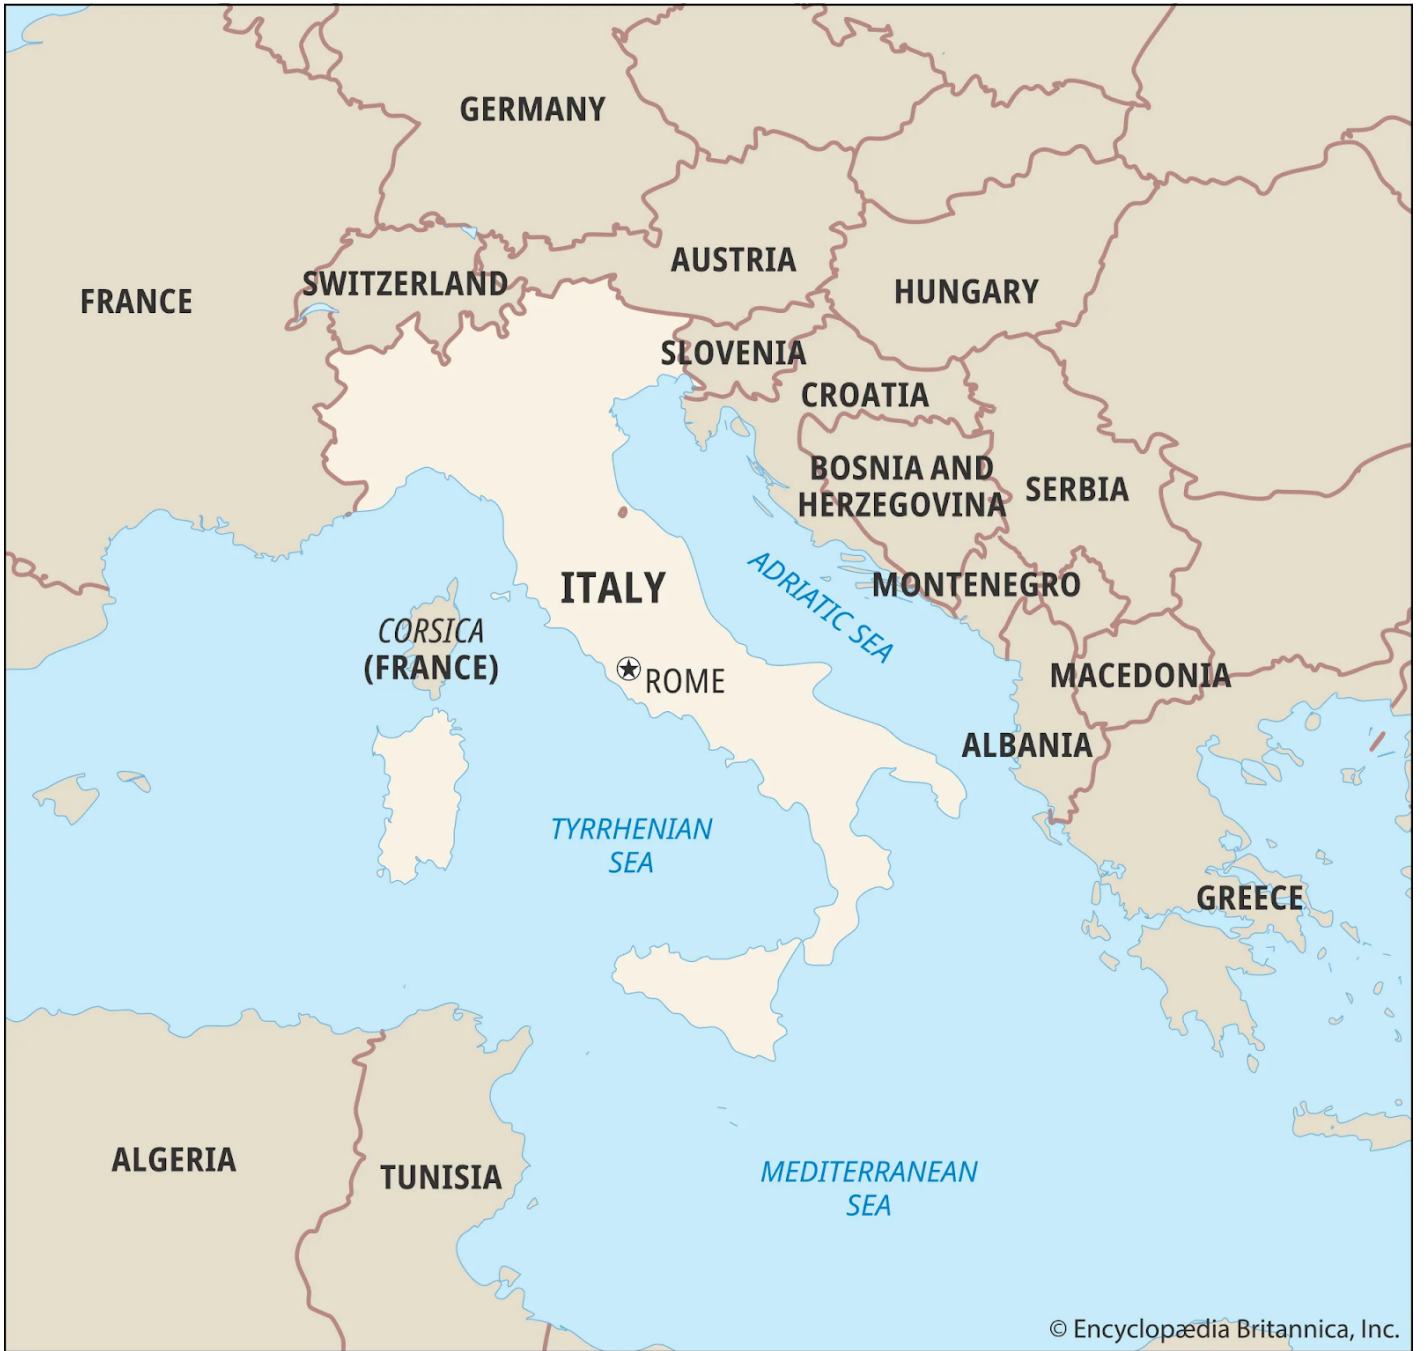 GERMANY
AUSTRIA
SWITZERLAND
HUNGARY
FRANCE
SLOVENIA
CROATIA
BOSNIA AND
HERZEGOVINA
SERBIA
ADRIATIC SEA
MONTENEGRO
ITALY
CORSICA
(FRANCE)
ROME
MACEDONIA
ALBANIA
TYRRHENIAN
SEA
GREECE
ALGERIA
TUNISIA
MEDITERRANEAN
SEA
© Encyclopædia Britannica, Inc.